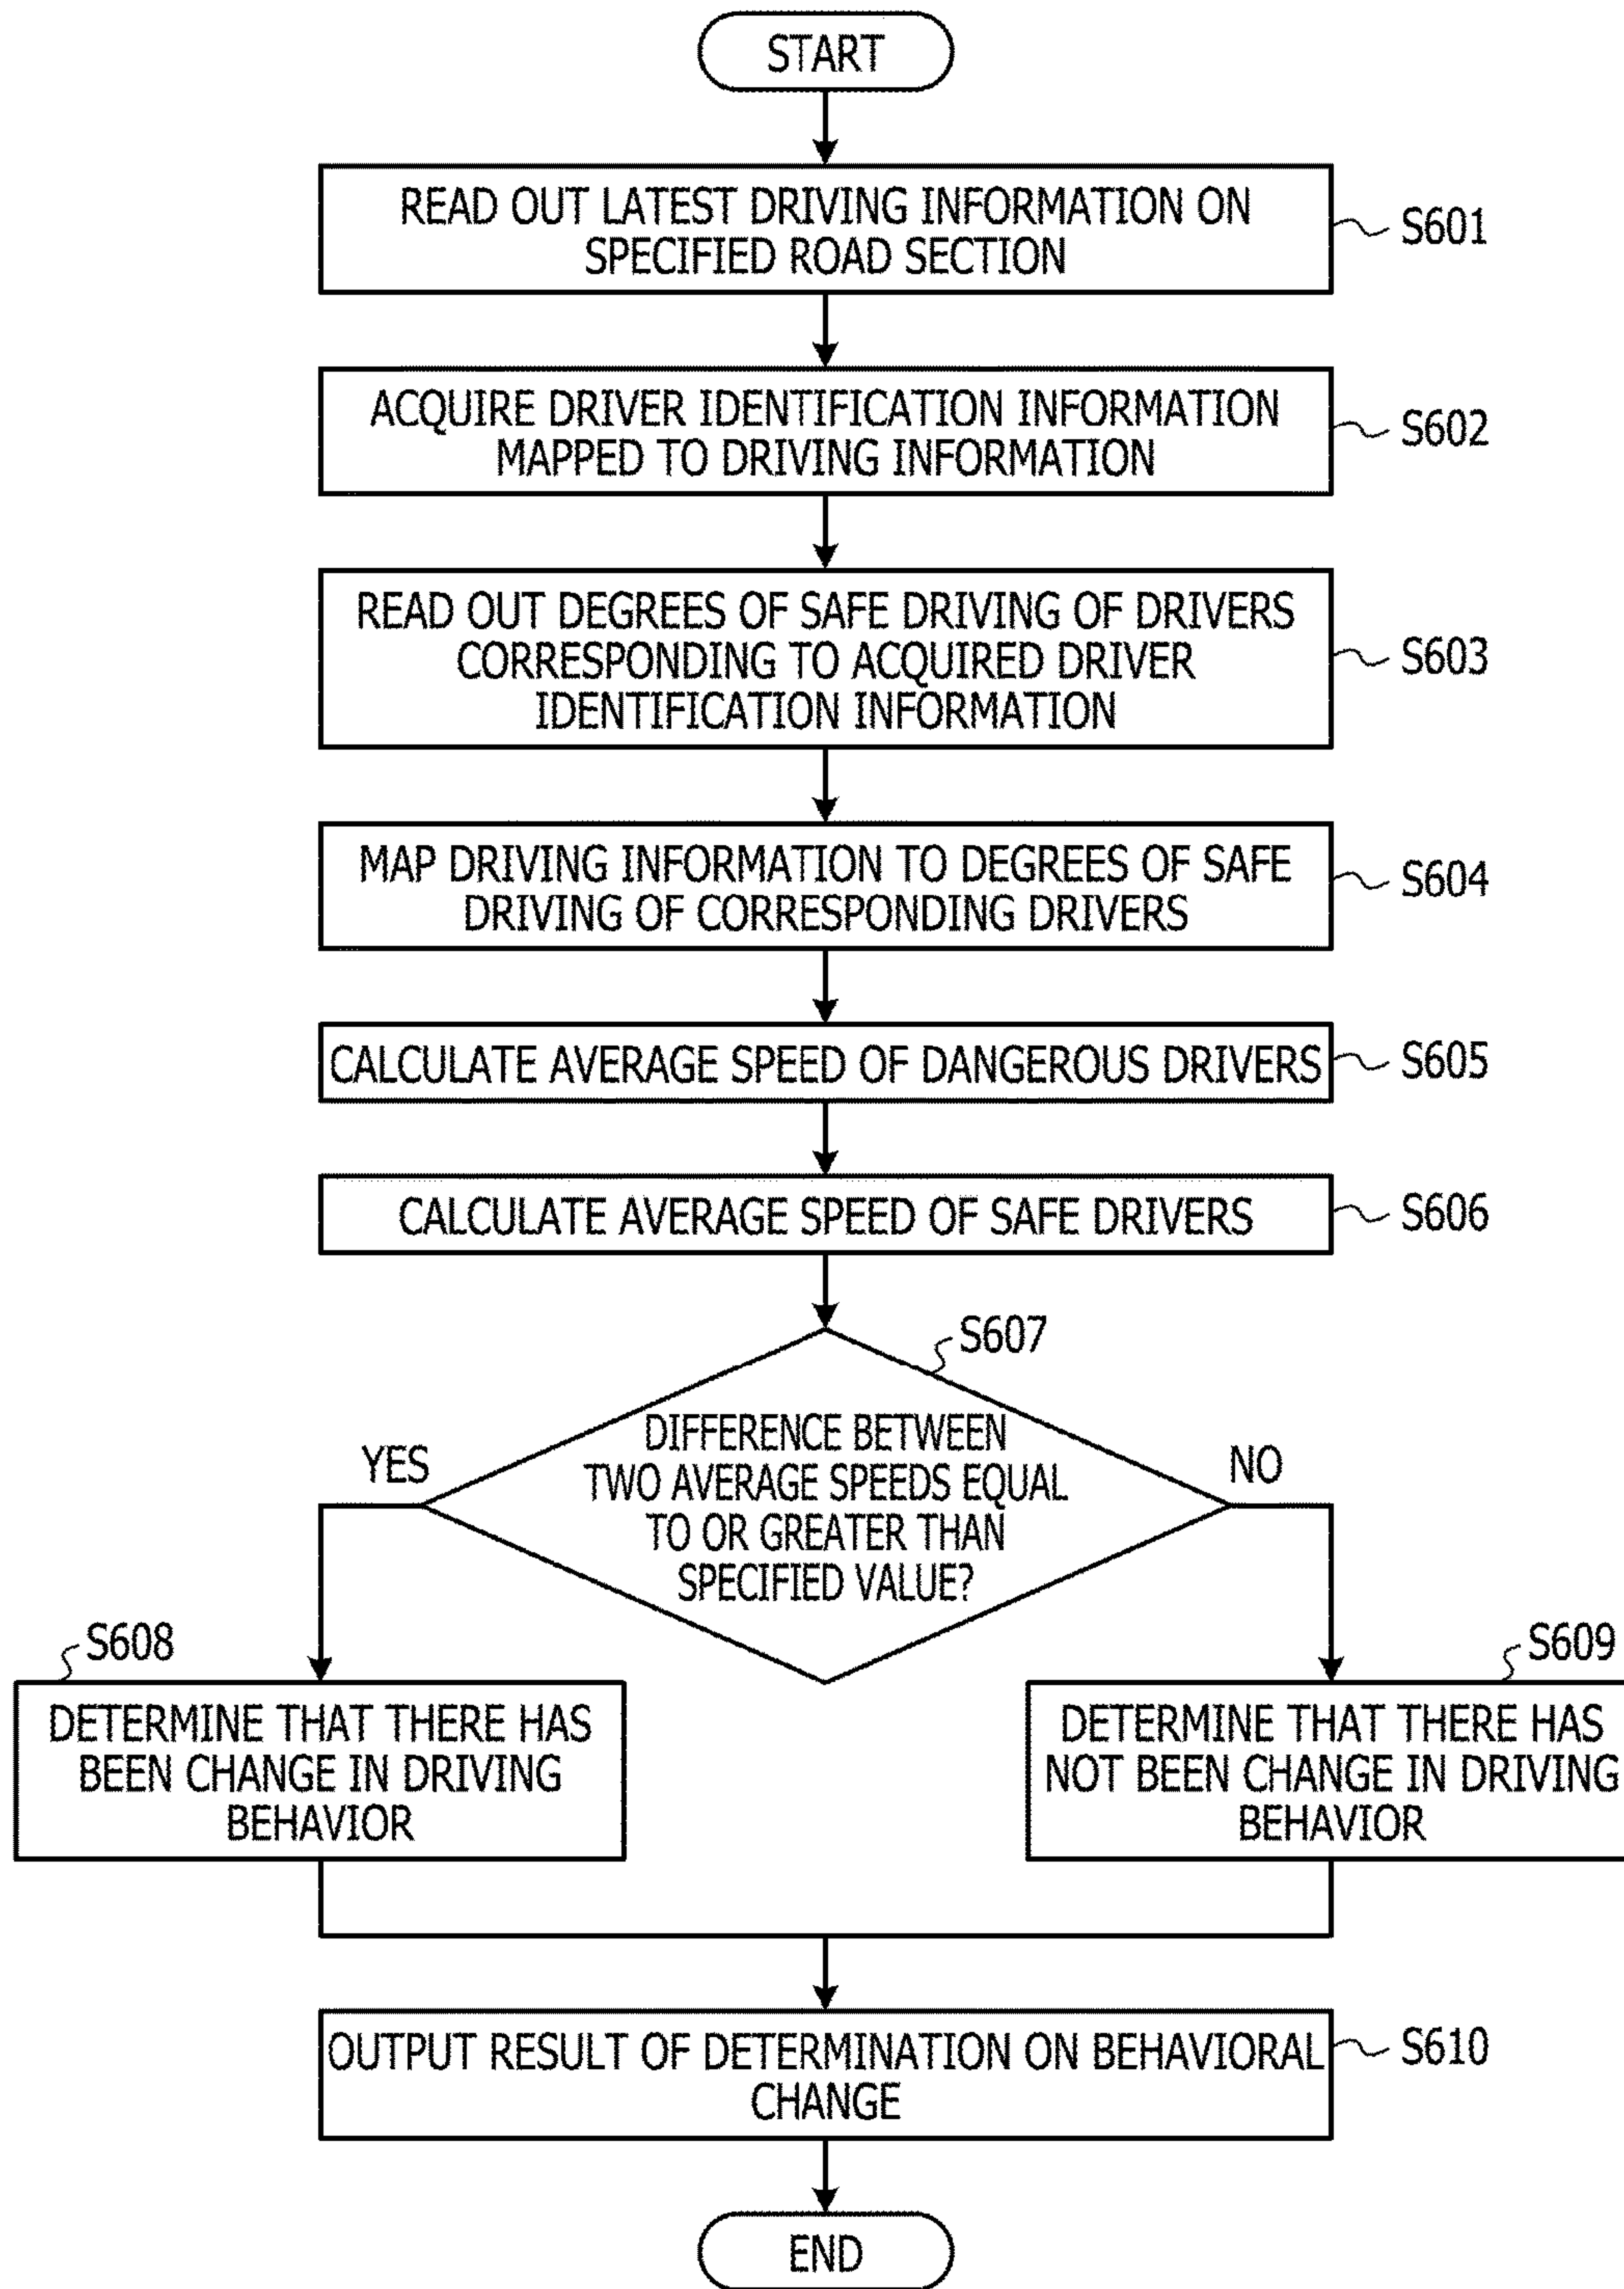 START
READ OUT LATEST DRIVING INFORMATION ON
SPECIFIED ROAD SECTION
S601
ACQUIRE DRIVER IDENTIFICATION INFORMATION
MAPPED TO DRIVING INFORMATION
S602
READ OUT DEGREES OF SAFE DRIVING OF DRIVERS
CORRESPONDING TO ACQUIRED DRIVER
IDENTIFICATION INFORMATION
S603
MAP DRIVING INFORMATION TO DEGREES OF SAFE
DRIVING OF CORRESPONDING DRIVERS
S604
CALCULATE AVERAGE SPEED OF DANGEROUS DRIVERS
S605
CALCULATE AVERAGE SPEED OF SAFE DRIVERS
S606
S607
DIFFERENCE BETWEEN
TWO AVERAGE SPEEDS EQUAL
TO OR GREATER THAN
SPECIFIED VALUE?
YES
NO
S608
DETERMINE THAT THERE HAS
BEEN CHANGE IN DRIVING
BEHAVIOR
S609
DETERMINE THAT THERE HAS
NOT BEEN CHANGE IN DRIVING
BEHAVIOR
OUTPUT RESULT OF DETERMINATION ON BEHAVIORAL
CHANGE
S610
END